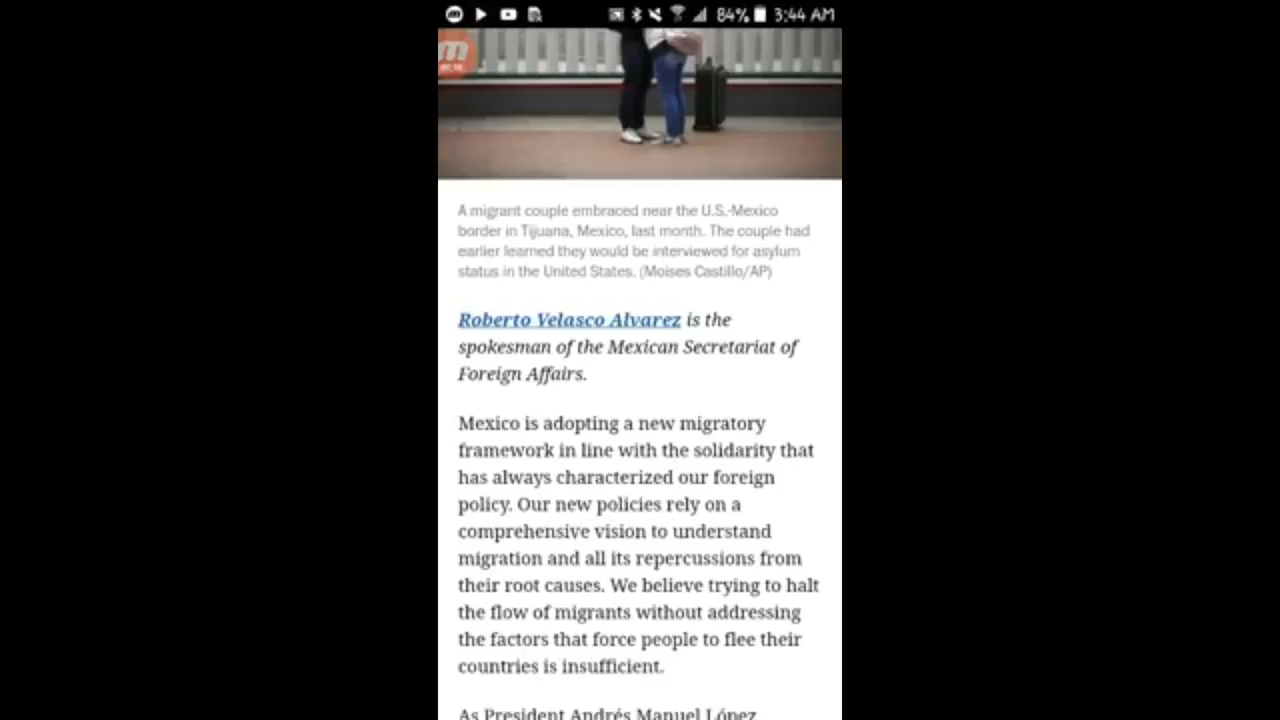 84% 3:44 AM
A migrant couple embraced near the U.S.-Mexico
border in Tijuana, Mexico, last month. The couple had
earlier learned they would be interviewed for asylum
status in the United States. (Moises Castillo/AP)
Roberto Velasco Alvarez is the
spokesman of the Mexican Secretariat of
Foreign Affairs.
Mexico is adopting a new migratory
framework in line with the solidarity that
has always characterized our foreign
policy. Our new policies rely on a
comprehensive vision to understand
migration and all its repercussions from
their root causes. We believe trying to halt
the flow of migrants without addressing
the factors that force people to flee their
countries is insufficient.
As President Andrés Manuel López